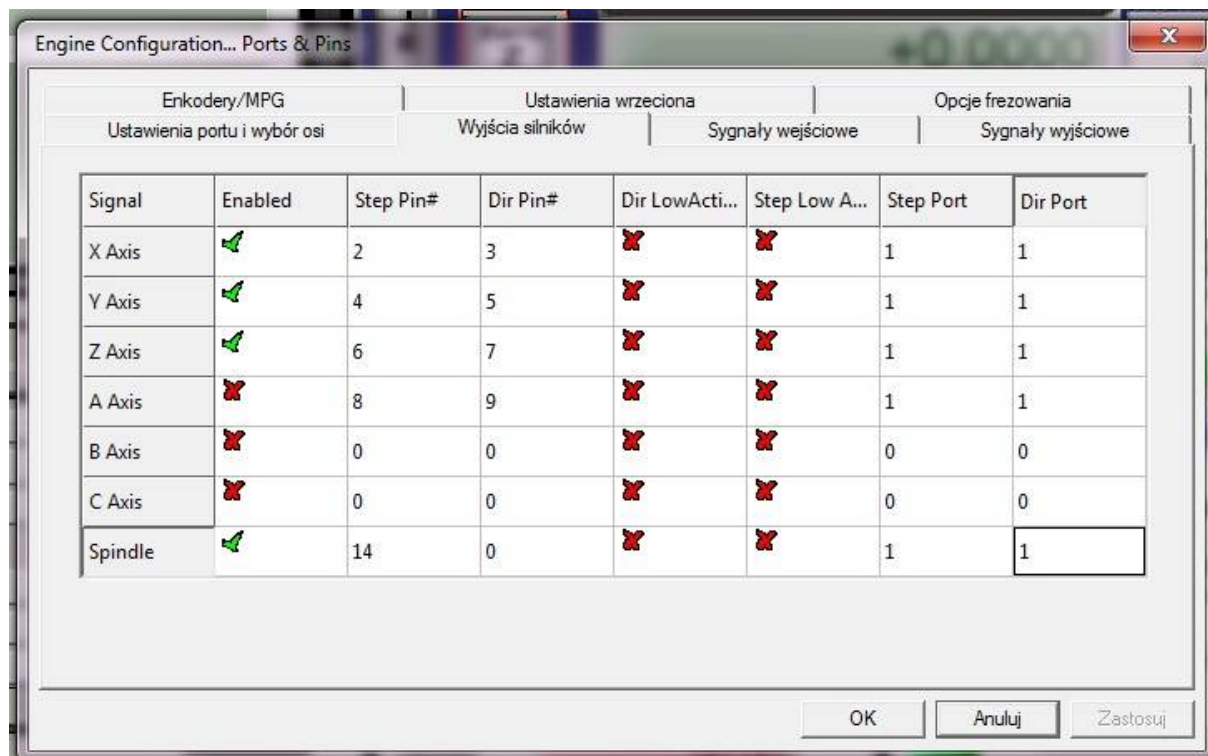 Engine Configuration... Ports & Pins
+0.0000
Enkodery/MPG Ustawienia wrzeciona Opcje frezowania
Ustawienia portu i wybór osi Wyjścia silników Sygnały wejściowe Sygnały wyjściowe
Signal Enabled Step Pin# Dir Pin# Dir LowActi... Step Low A... Step Port Dir Port
X Axis 2 3 1 1
Y Axis 4 5 1 1
Z Axis 6 7 1 1
A Axis 8 9 1 1
B Axis 0 0 0 0
C Axis 0 0 0 0
Spindle 14 0 1 1
OK Anuluj Zastosuj